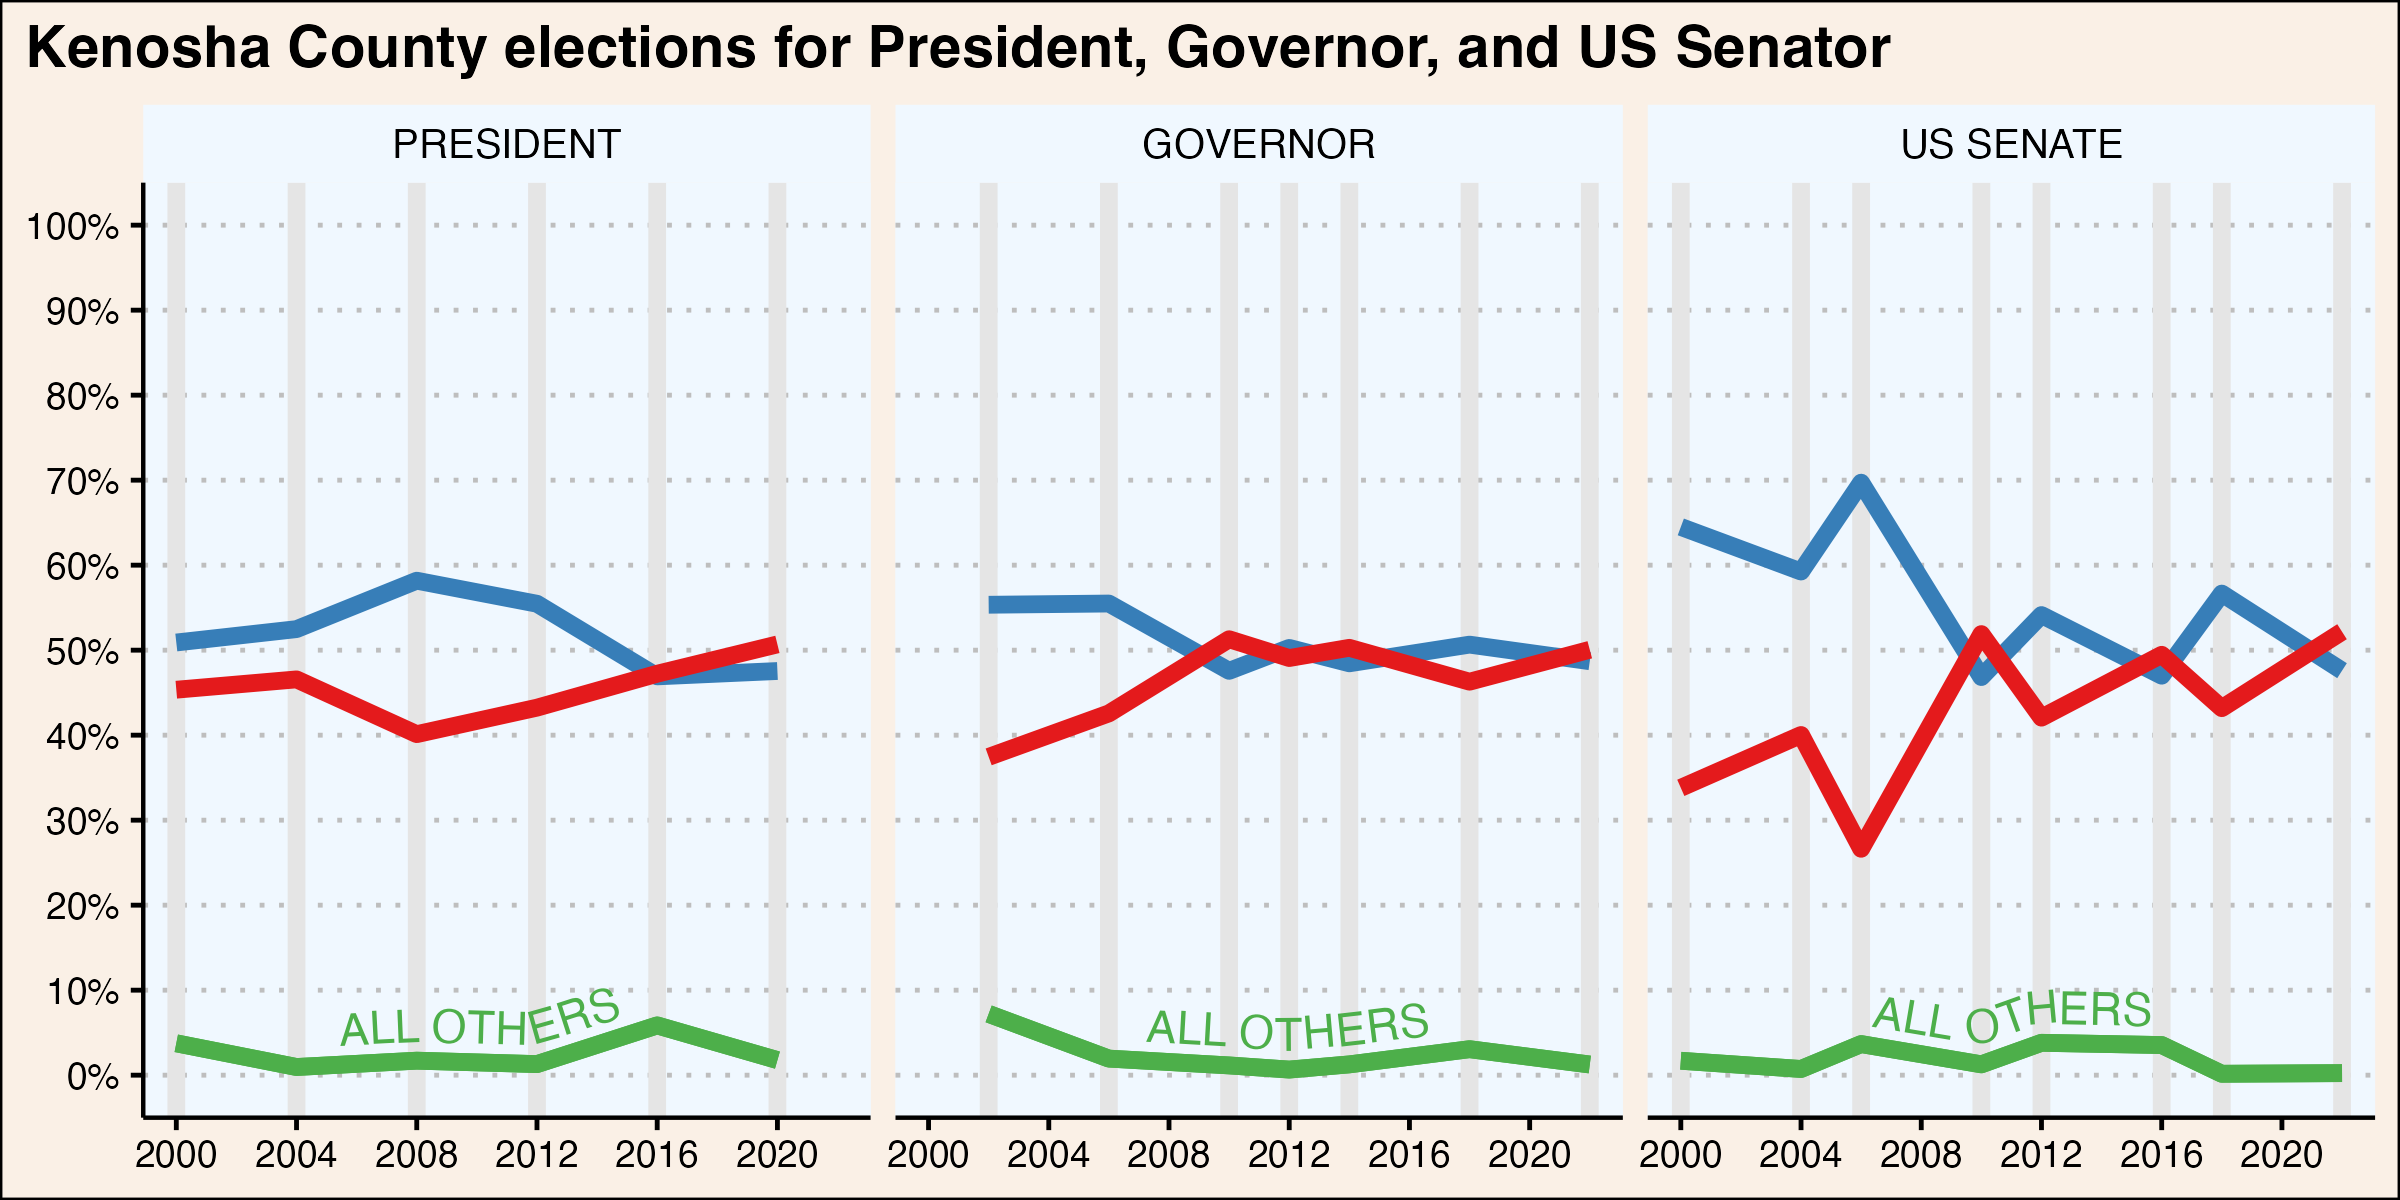 Kenosha County elections for President, Governor, and US Senator
PRESIDENT
GOVERNOR
US SENATE
100%
90%
80%
70%
60%
50%
40%
30%
20%
10%
0%
ALL OTHERS
ALL OTHERS
ALL OTHERS
2000 2004 2008 2012 2016 2020
2000 2004 2008 2012 2016 2020
2000 2004 2008 2012 2016 2020